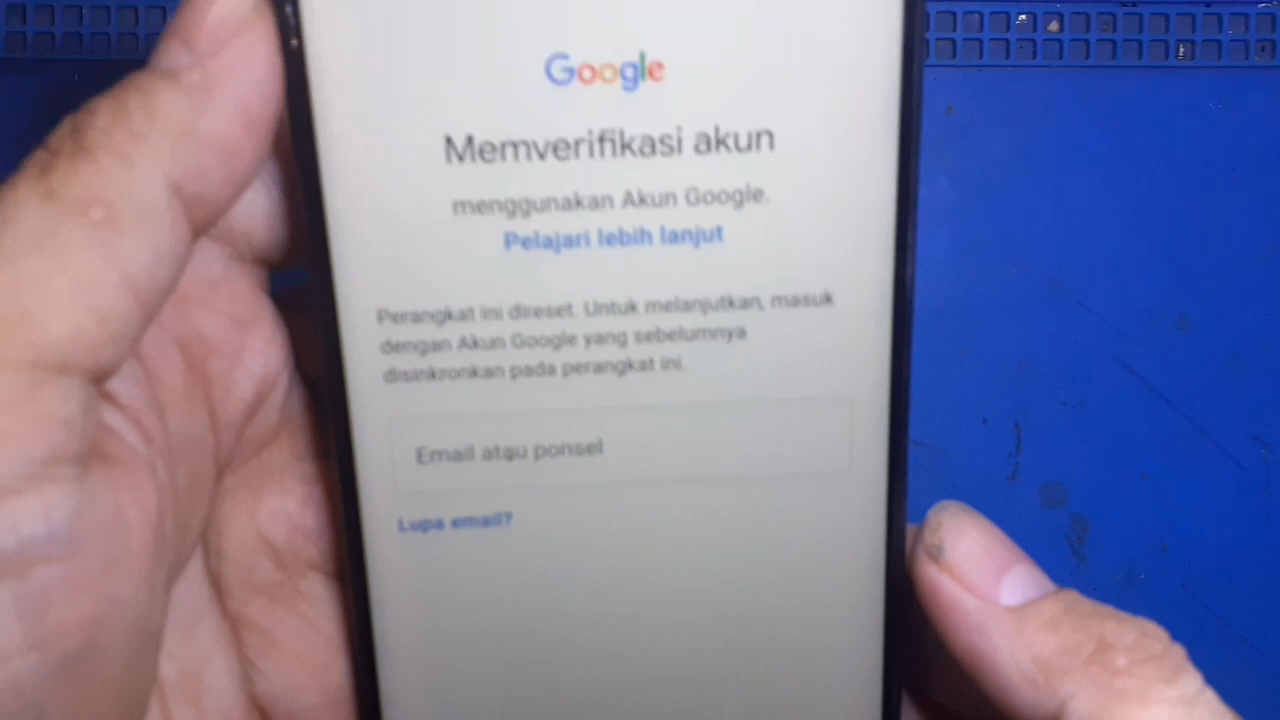 Google
Memverifikasi akun
menggunakan Akun Google.
Pelajari lebih lanjut
Perangkat ini direset. Untuk melanjutkan, masuk
dengan Akun Google yang sebelumnya
disinkronkan pada perangkat ini.
Email atau ponsel
Lupa email?